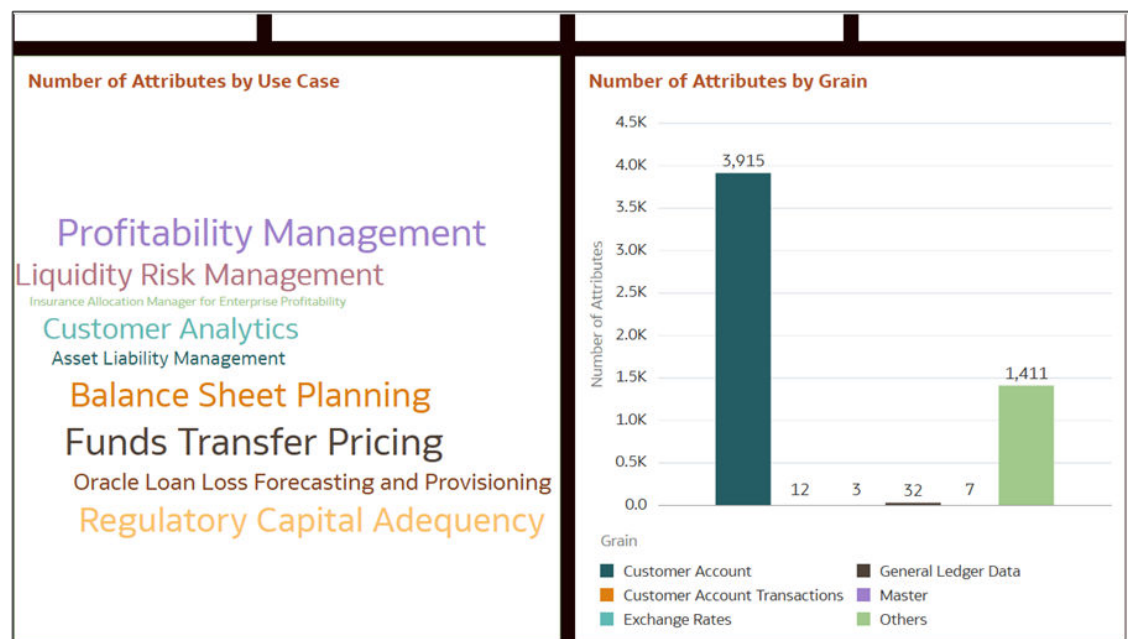 Number of Attributes by Use Case
Profitability Management
Liquidity Risk Management
Insurance Allocation Manager for Enterprise Profitability
Customer Analytics
Asset Liability Management
Balance Sheet Planning
Funds Transfer Pricing
Oracle Loan Loss Forecasting and Provisioning
Regulatory Capital Adequency
Number of Attributes by Grain
Number of Attributes
4.5K
4.0K
3.5K
3.0K
2.5K
2.0K
1.5K
1.0K
0.5K
0.0
3,915
12
3
32
7
1,411
Grain
Customer Account
General Ledger Data
Customer Account Transactions
Master
Exchange Rates
Others